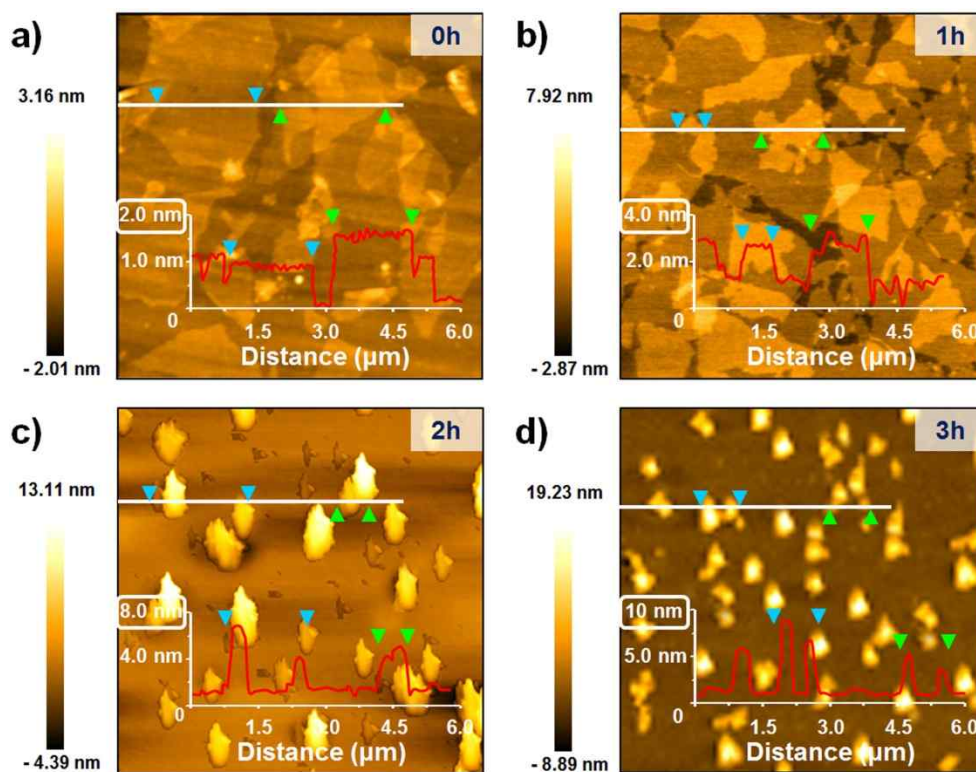 a)
0h
3.16 nm
2.0 nm
1.0 nm
0
1.5 3.0 4.5 6.0
Distance (μm)
- 2.01 nm
b)
1h
7.92 nm
4.0 nm
2.0 nm
0
1.5 3.0 4.5 6.0
Distance (μm)
- 2.87 nm
c)
2h
13.11 nm
8.0 nm
4.0 nm
0
1.5 3.0 4.5 6.0
Distance (μm)
- 4.39 nm
d)
3h
19.23 nm
10 nm
5.0 nm
0
1.5 3.0 4.5 6.0
Distance (μm)
- 8.89 nm